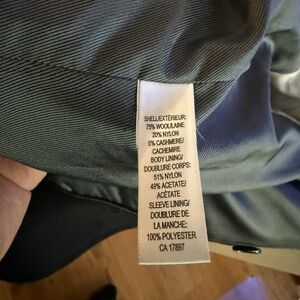 SHELL/EXTÉRIEUR:
75% WOOL/LAINE
20% NYLON
5% CASHMERE/
CACHEMIRE
BODY LINING/
DOUBLURE CORPS:
51% NYLON
49% ACETATE/
ACÉTATE
SLEEVE LINING/
DOUBLURE DE
LA MANCHE:
100% POLYESTER
CA 17897